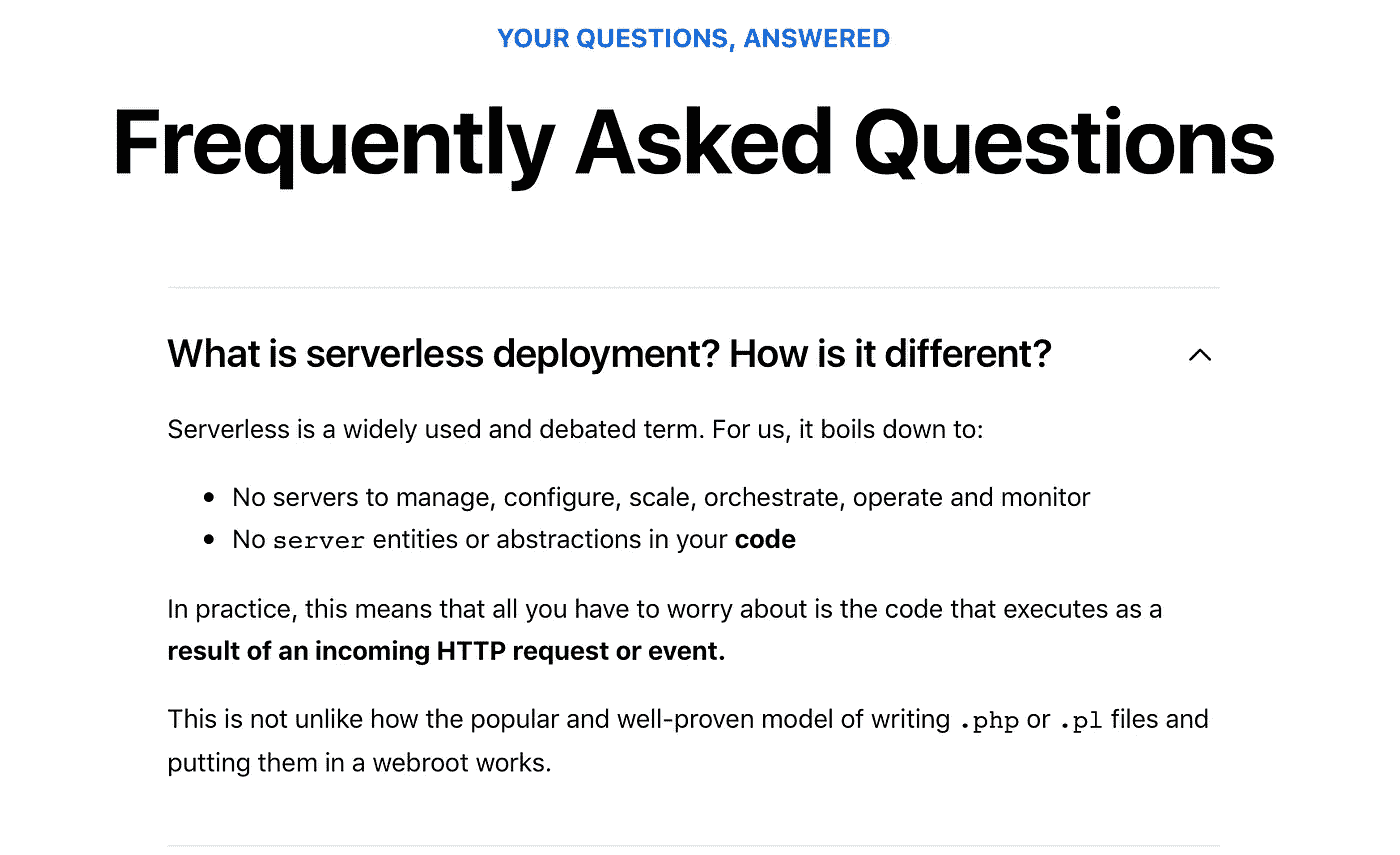 YOUR QUESTIONS, ANSWERED
Frequently Asked Questions
What is serverless deployment? How is it different?
Serverless is a widely used and debated term. For us, it boils down to:
• No servers to manage, configure, scale, orchestrate, operate and monitor
• No server entities or abstractions in your code
In practice, this means that all you have to worry about is the code that executes as a
result of an incoming HTTP request or event.
This is not unlike how the popular and well-proven model of writing .php or .pl files and
putting them in a webroot works.